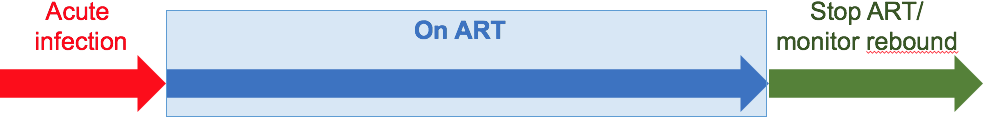 Acute
infection
On ART
Stop ART/
monitor rebound